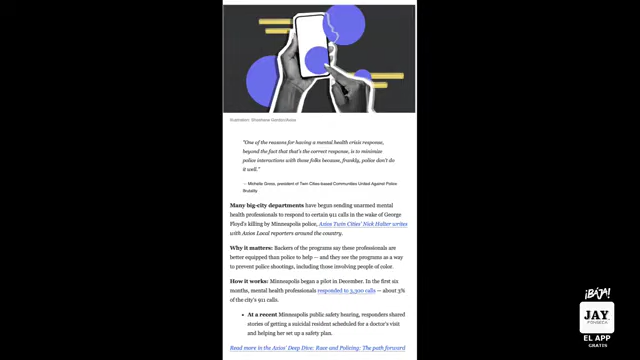 Illustration: Shoshana Gordon/Axios
"One of the reasons for having a mental health crisis response,
beyond the fact that that's the correct response, is to minimize
police interactions with those folks because, frankly, police don't do
it well."
— Michelle Gross, president of Twin Cities-based Communities United Against Police
Brutality
Many big-city departments have begun sending unarmed mental
health professionals to respond to certain 911 calls in the wake of George
Floyd's killing by Minneapolis police, Axios Twin Cities' Nick Halter writes
with Axios Local reporters around the country.
Why it matters: Backers of the programs say these professionals are
better equipped than police to help — and they see the programs as a way
to prevent police shootings, including those involving people of color.
How it works: Minneapolis began a pilot in December. In the first six
months, mental health professionals responded to 3,300 calls — about 3%
of the city's 911 calls.
• At a recent Minneapolis public safety hearing, responders shared
stories of getting a suicidal resident scheduled for a doctor's visit
and helping her set up a safety plan.
Read more in the Axios' Deep Dive: Race and Policing: The path forward
¡BÁJA!
JAY
FONSECA
EL APP
GRATIS